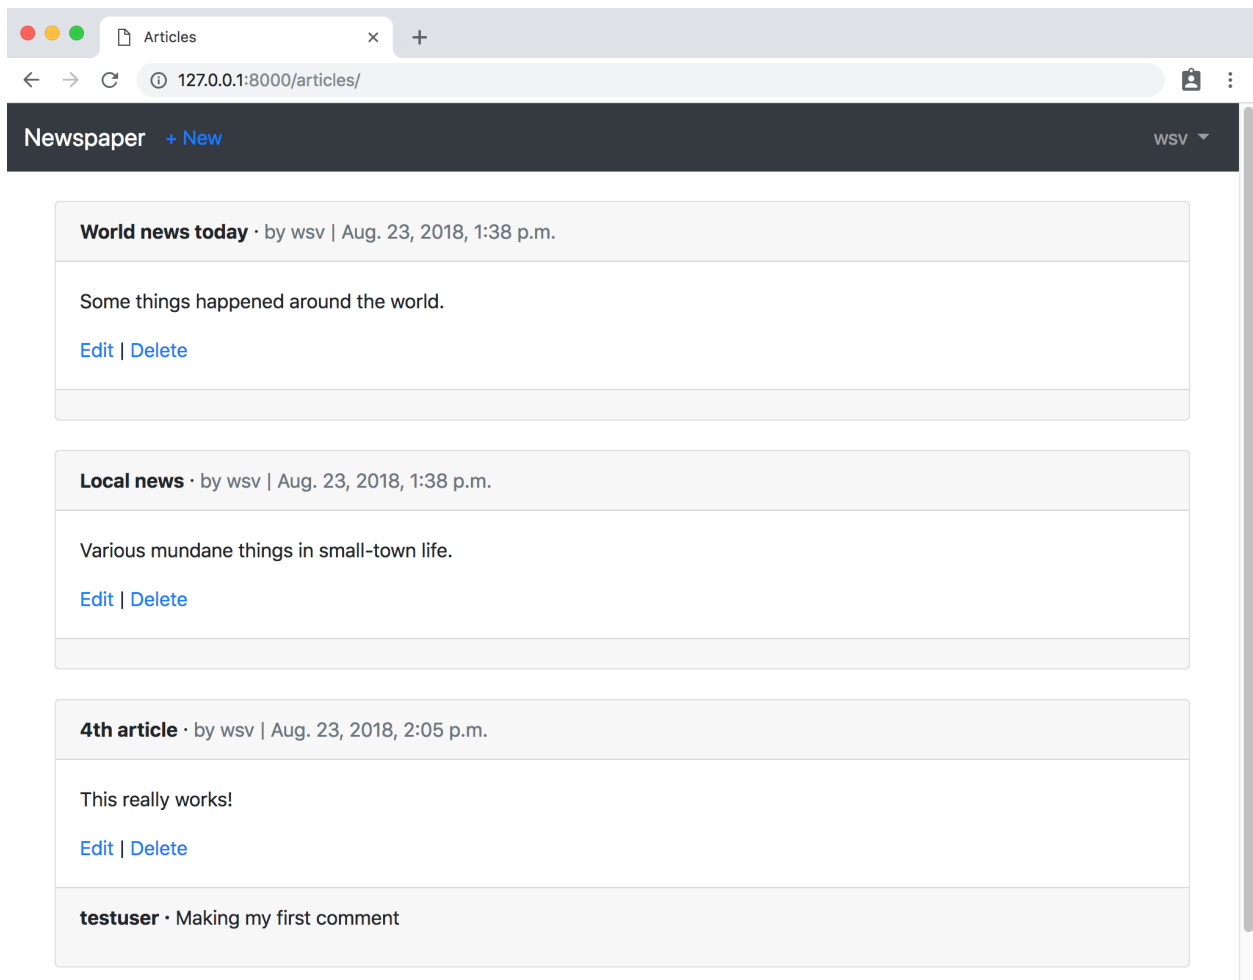 Articles
127.0.0.1:8000/articles/
Newspaper + New wsv
World news today · by wsv | Aug. 23, 2018, 1:38 p.m.
Some things happened around the world.
Edit | Delete
Local news · by wsv | Aug. 23, 2018, 1:38 p.m.
Various mundane things in small-town life.
Edit | Delete
4th article · by wsv | Aug. 23, 2018, 2:05 p.m.
This really works!
Edit | Delete
testuser · Making my first comment